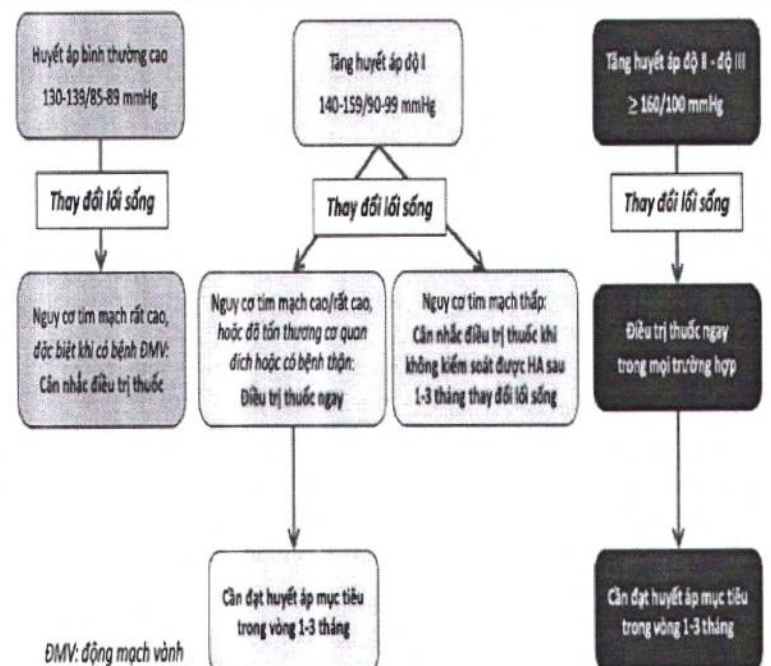 Huyết áp bình thường cao
130-139/85-89 mmHg
Thay đổi lối sống
Nguy cơ tim mạch rất cao,
đặc biệt khi có bệnh ĐMV:
Cân nhắc điều trị thuốc
Tăng huyết áp độ I
140-159/90-99 mmHg
Thay đổi lối sống
Nguy cơ tim mạch cao/rất cao,
hoặc đã tổn thương cơ quan
đích hoặc có bệnh thận:
Điều trị thuốc ngay
Nguy cơ tim mạch thấp:
Cân nhắc điều trị thuốc khi
không kiểm soát được HA sau
1-3 tháng thay đổi lối sống
Cần đạt huyết áp mục tiêu
trong vòng 1-3 tháng
Tăng huyết áp độ II - độ III
≥ 160/100 mmHg
Thay đổi lối sống
Điều trị thuốc ngay
trong mọi trường hợp
Cần đạt huyết áp mục tiêu
trong vòng 1-3 tháng
ĐMV: động mạch vành